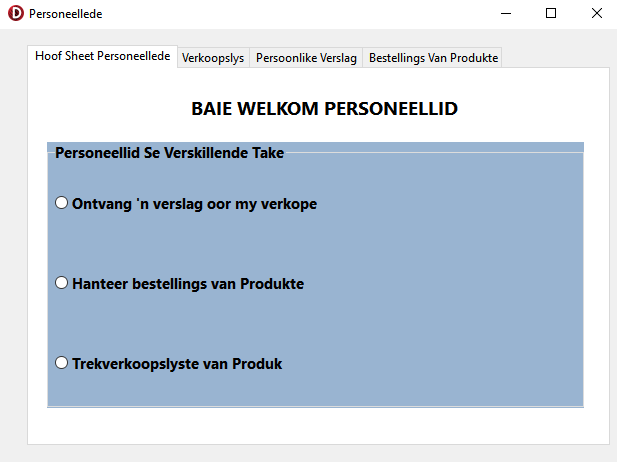 Personeellede
Hoof Sheet Personeellede
Verkoopslys
Persoonlike Verslag
Bestellings Van Produkte
BAIE WELKOM PERSONEELLID
Personeellid Se Verskillende Take
Ontvang 'n verslag oor my verkope
Hanteer bestellings van Produkte
Trekverkoopslyste van Produk